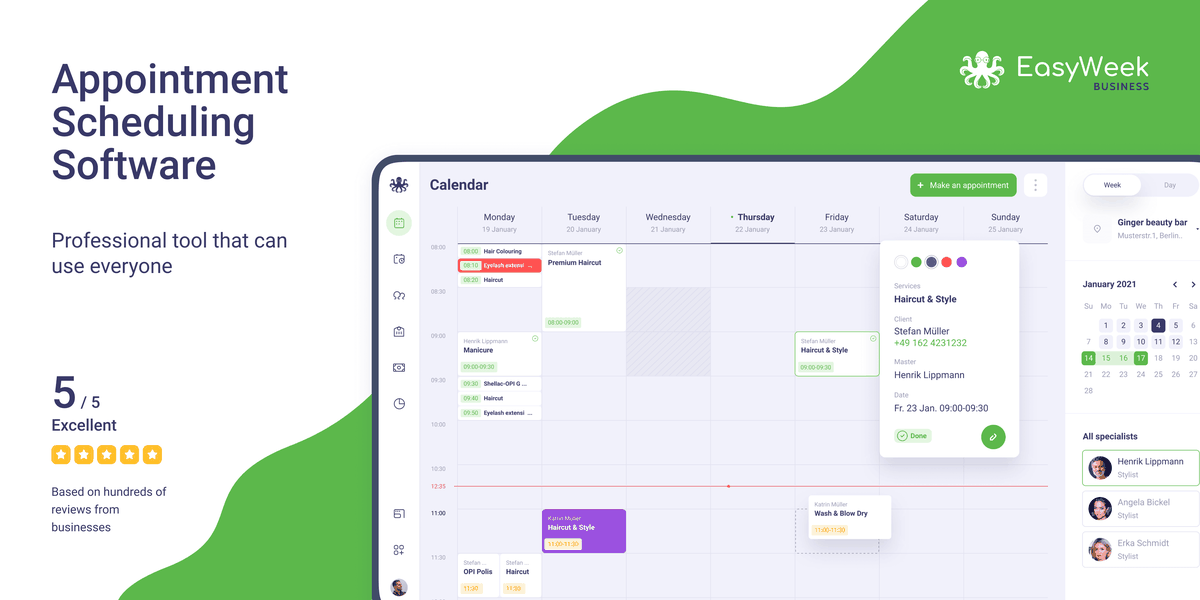 Appointment
Scheduling
Software
Professional tool that can
use everyone
5 / 5
Excellent
Based on hundreds of
reviews from
businesses
EasyWeek
BUSINESS
Calendar
+ Make an appointment
Monday
19 January
Tuesday
20 January
Wednesday
21 January
Thursday
22 January
Friday
23 January
Saturday
24 January
Sunday
25 January
08:00
08:30
09:00
09:30
10:00
10:30
12:35
11:00
11:30
08:00 Hair Colouring
08:10 Eyelash extensi ...
08:20 Haircut
Henrik Lippmann
Manicure
09:00-09:30
09:30 Shellac-OPI G ...
09:40 Haircut
09:50 Eyelash extensi ...
Stefan ...
OPI Polis
11:30
Stefan ...
Haircut
11:50
Stefan Müller
Premium Haircut
08:00-09:00
Katrin Müller
Haircut & Style
11:00-11:30
Stefan Müller
Haircut & Style
09:00-09:30
Katrin Müller
Wash & Blow Dry
11:00-11:30
Services
Haircut & Style
Client
Stefan Müller
+49 162 4231232
Master
Henrik Lippmann
Date
Fr. 23 Jan. 09:00-09:30
Done
Week
Day
Ginger beauty bar
Musterstr.1, Berlin..
January 2021
Su Mo Tu We Th Fr Sa
1 2 3 4 5 6
7 8 9 10 11 12 13
14 15 16 17 18 19 20
21 22 23 24 25 26 27
28
All specialists
Henrik Lippmann
Stylist
Angela Bickel
Stylist
Erka Schmidt
Stylist